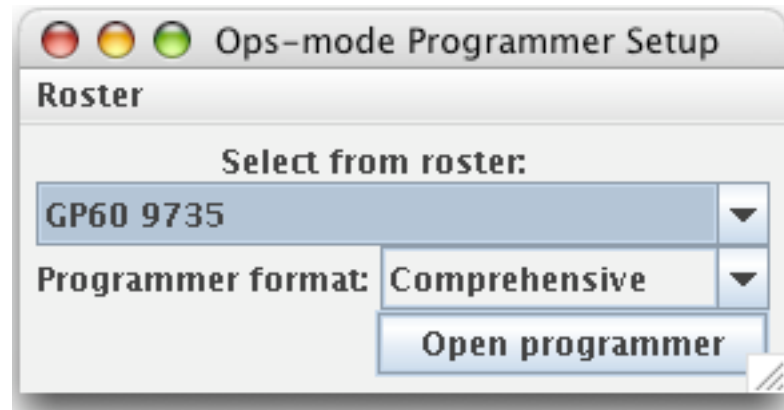 Ops-mode Programmer Setup
Roster
Select from roster:
GP60 9735
Programmer format: Comprehensive
Open programmer